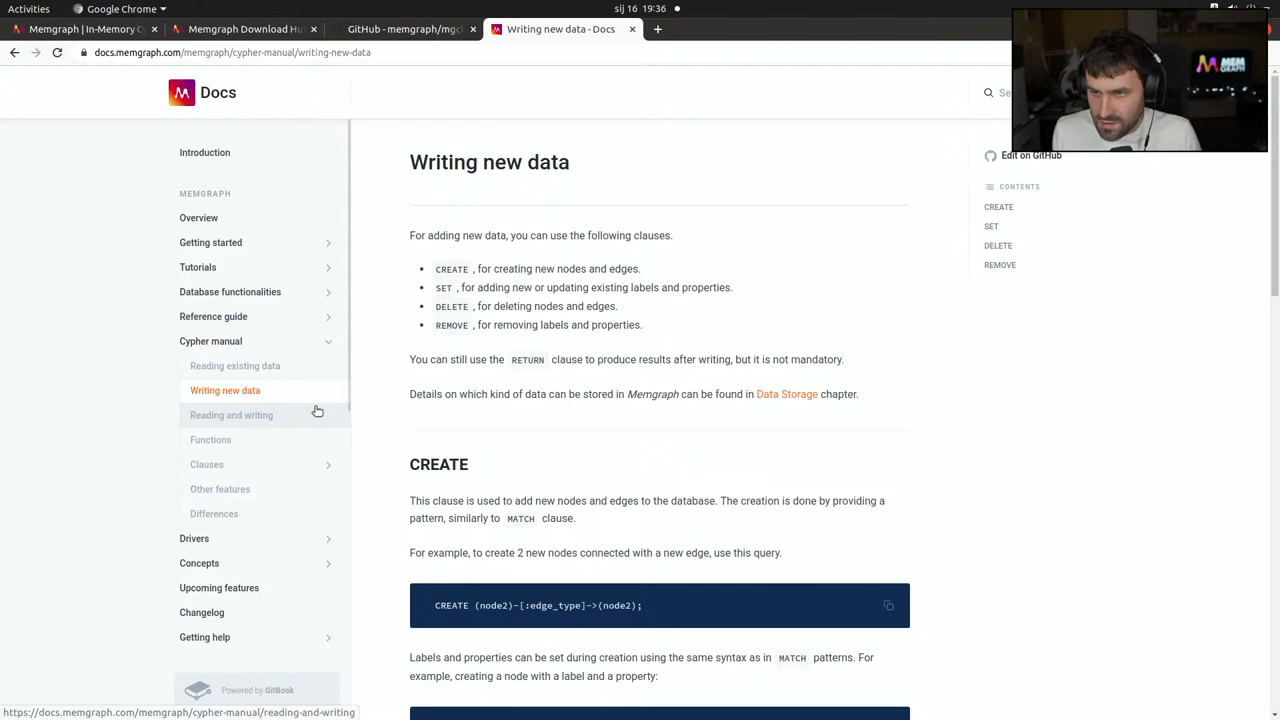 Activities
Google Chrome
sij 16 19:36
Memgraph | In-Memory
Memgraph Download Hu
GitHub - memgraph/mg
Writing new data - Docs
docs.memgraph.com/memgraph/cypher-manual/writing-new-data
Docs
Introduction
MEMGRAPH
Overview
Getting started
Tutorials
Database functionalities
Reference guide
Cypher manual
Reading existing data
Writing new data
Reading and writing
Functions
Clauses
Other features
Differences
Drivers
Concepts
Upcoming features
Changelog
Getting help
Powered by GitBook
https://docs.memgraph.com/memgraph/cypher-manual/reading-and-writing
Writing new data
For adding new data, you can use the following clauses.
• CREATE , for creating new nodes and edges.
• SET , for adding new or updating existing labels and properties.
• DELETE , for deleting nodes and edges.
• REMOVE , for removing labels and properties.
You can still use the RETURN clause to produce results after writing, but it is not mandatory.
Details on which kind of data can be stored in Memgraph can be found in Data Storage chapter.
CREATE
This clause is used to add new nodes and edges to the database. The creation is done by providing a
pattern, similarly to MATCH clause.
For example, to create 2 new nodes connected with a new edge, use this query.
CREATE (node2)-[:edge_type]->(node2);
Labels and properties can be set during creation using the same syntax as in MATCH patterns. For
example, creating a node with a label and a property:
Se
MEM
GRAPH
Edit on GitHub
CONTENTS
CREATE
SET
DELETE
REMOVE